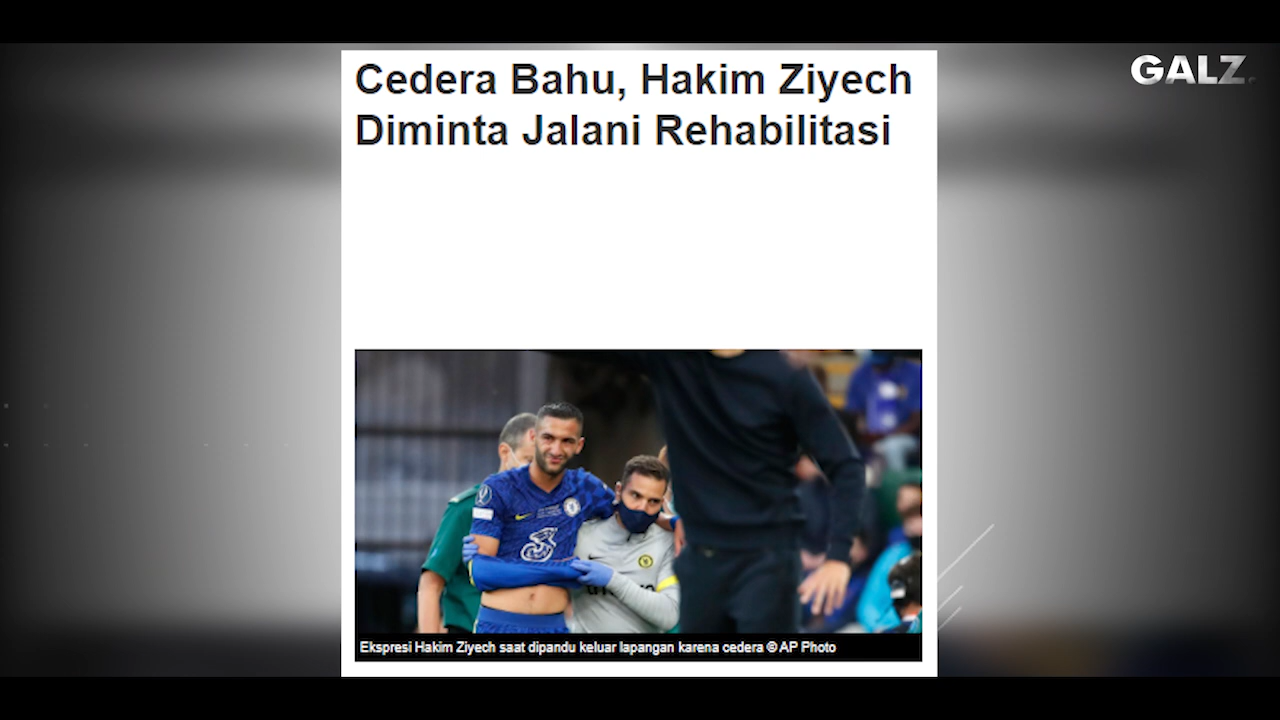 GALZ
Cedera Bahu, Hakim Ziyech
Diminta Jalani Rehabilitasi
Ekspresi Hakim Ziyech saat dipandu keluar lapangan karena cedera © AP Photo